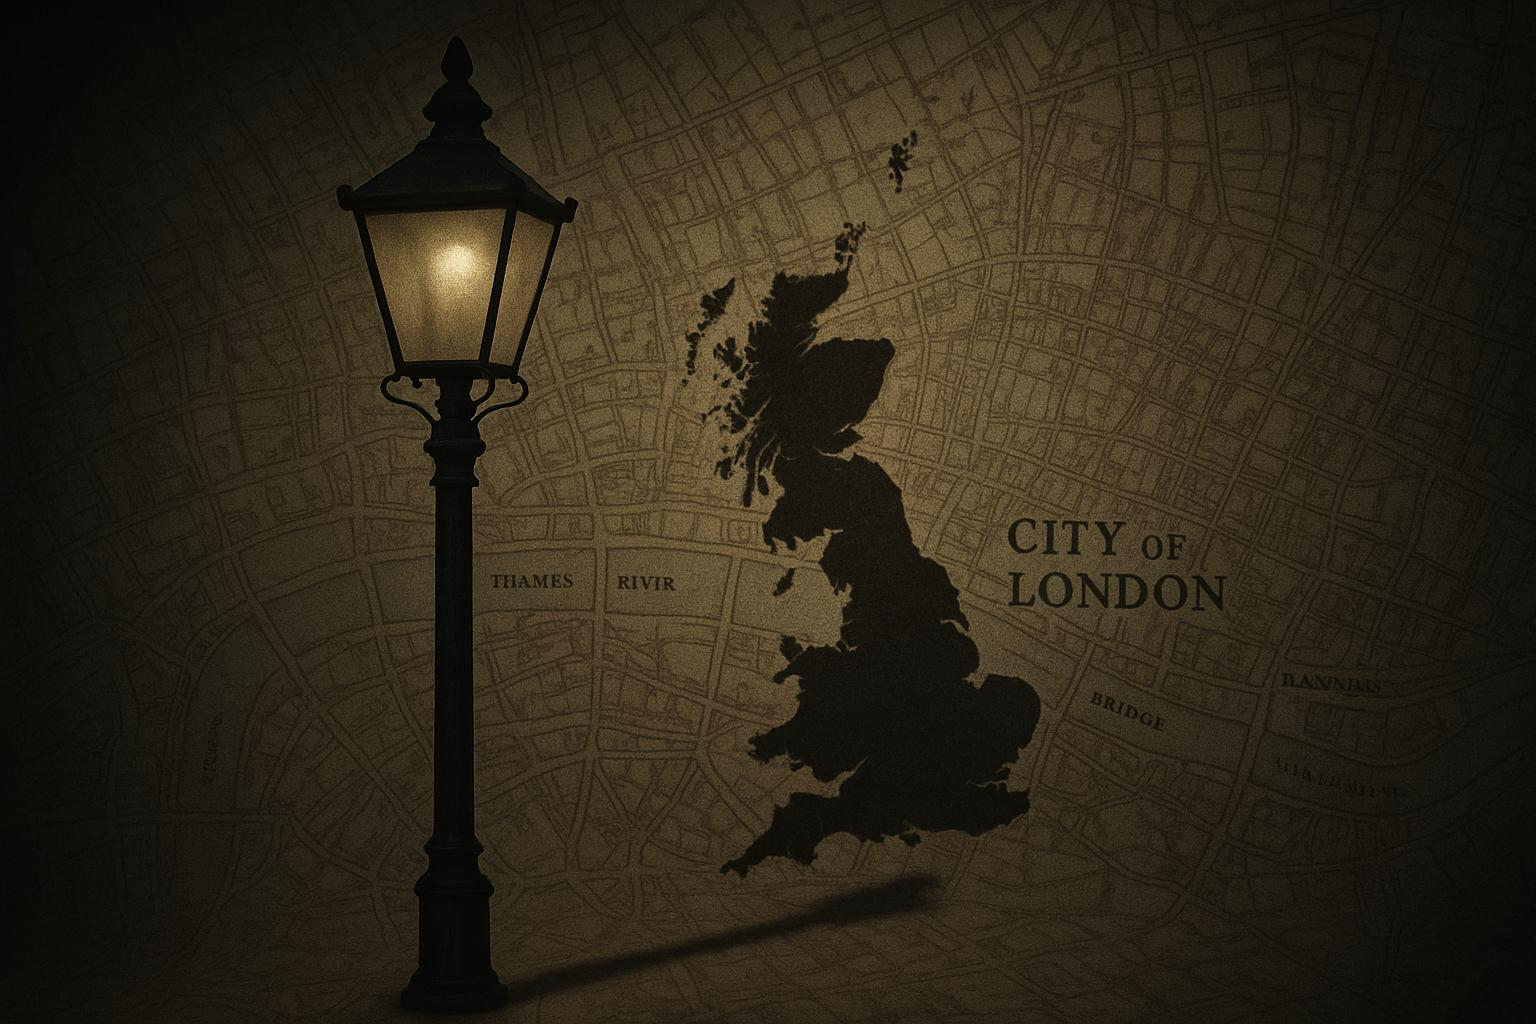 CITY OF
LONDON
THAMES RIVIR
BRIDGE